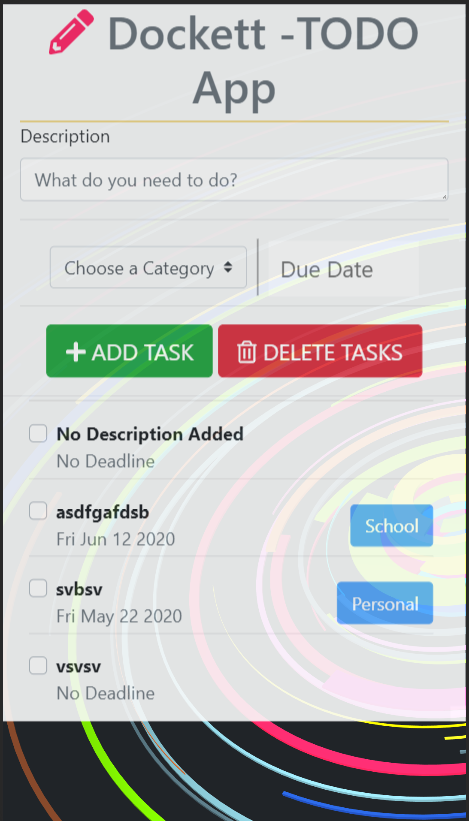 Dockett -TODO
App
Description
What do you need to do?
Choose a Category
Due Date
ADD TASK
DELETE TASKS
No Description Added
No Deadline
asdfgafdsb
Fri Jun 12 2020
School
svbsv
Fri May 22 2020
Personal
vsvsv
No Deadline